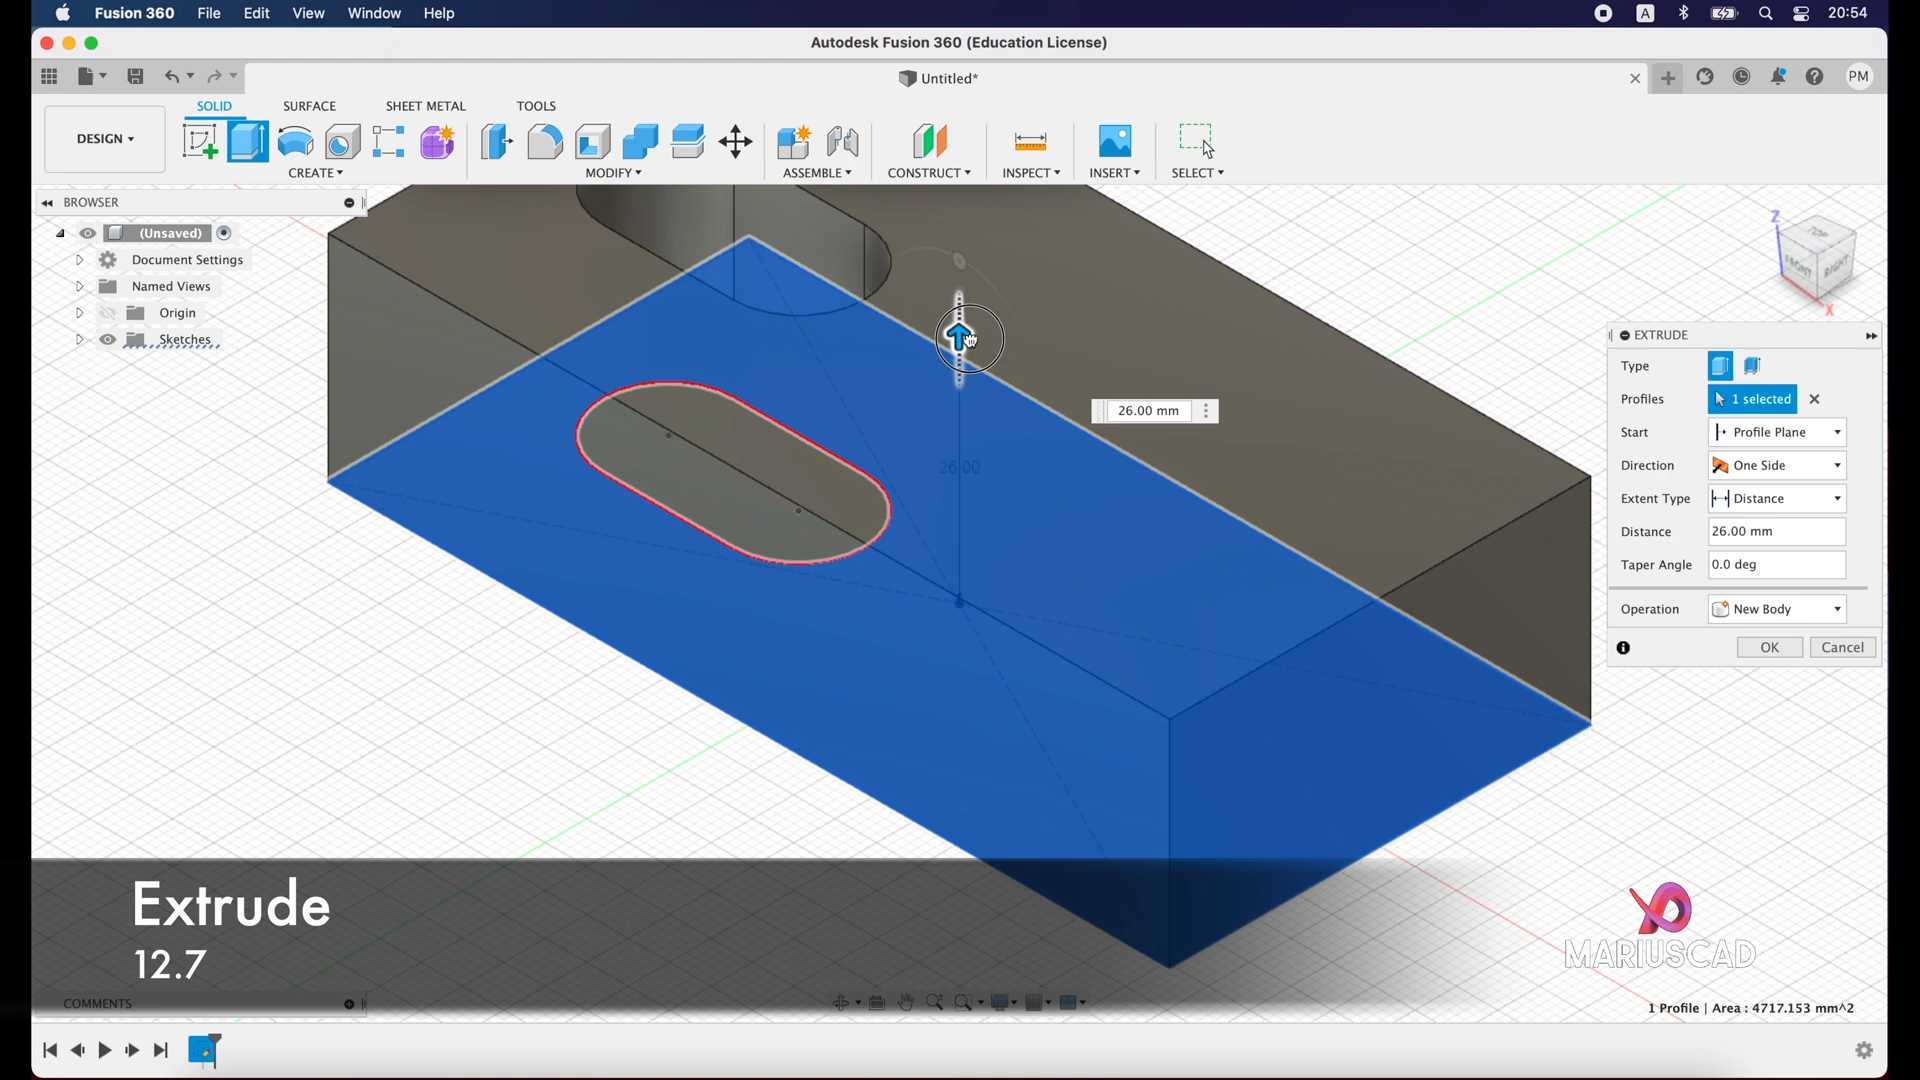 Fusion 360 File Edit View Window Help A 20:54
Autodesk Fusion 360 (Education License)
Untitled* PM
SOLID SURFACE SHEET METAL TOOLS
DESIGN
CREATE MODIFY ASSEMBLE CONSTRUCT INSPECT INSERT SELECT
BROWSER
(Unsaved)
Document Settings
Named Views
Origin
Sketches
Z
TOP
FRONT RIGHT
X
EXTRUDE
Type
Profiles 1 selected
Start Profile Plane
Direction One Side
Extent Type Distance
Distance 26.00 mm
Taper Angle 0.0 deg
Operation New Body
OK Cancel
26.00 mm
26.00
Extrude
12.7
MARIUSCAD
COMMENTS
1 Profile | Area : 4717.153 mm^2